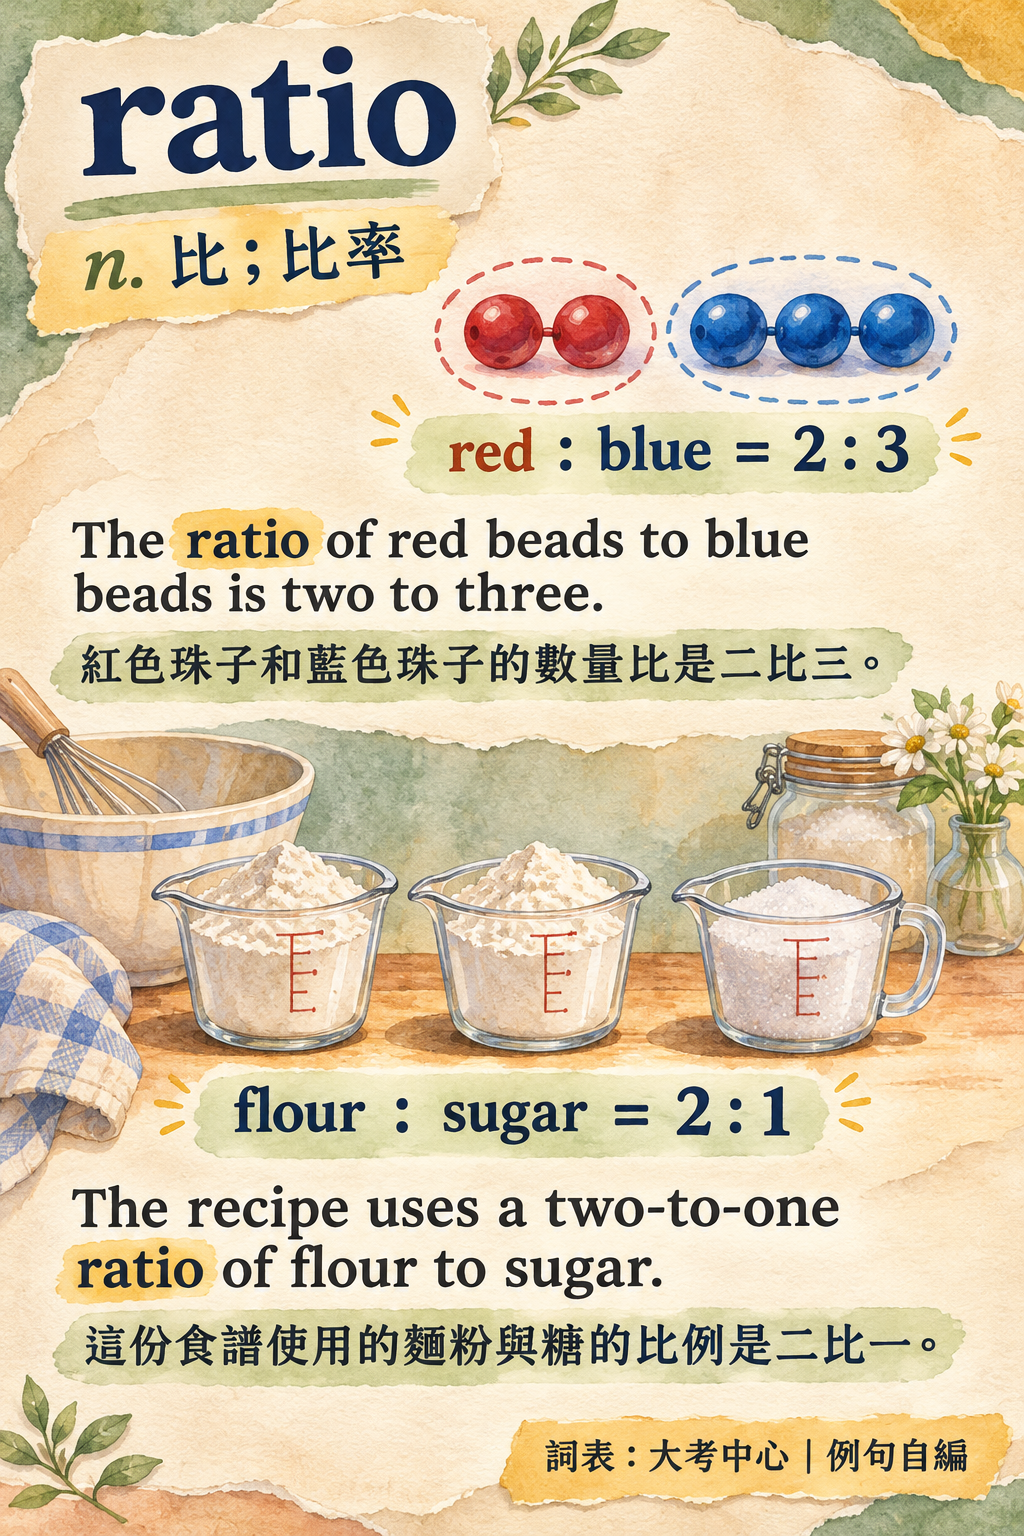 ratio
n. 比；比率
red : blue = 2 : 3
The ratio of red beads to blue
beads is two to three.
紅色珠子和藍色珠子的數量比是二比三。
flour : sugar = 2 : 1
The recipe uses a two-to-one
ratio of flour to sugar.
這份食譜使用的麵粉與糖的比例是二比一。
詞表：大考中心｜例句自編